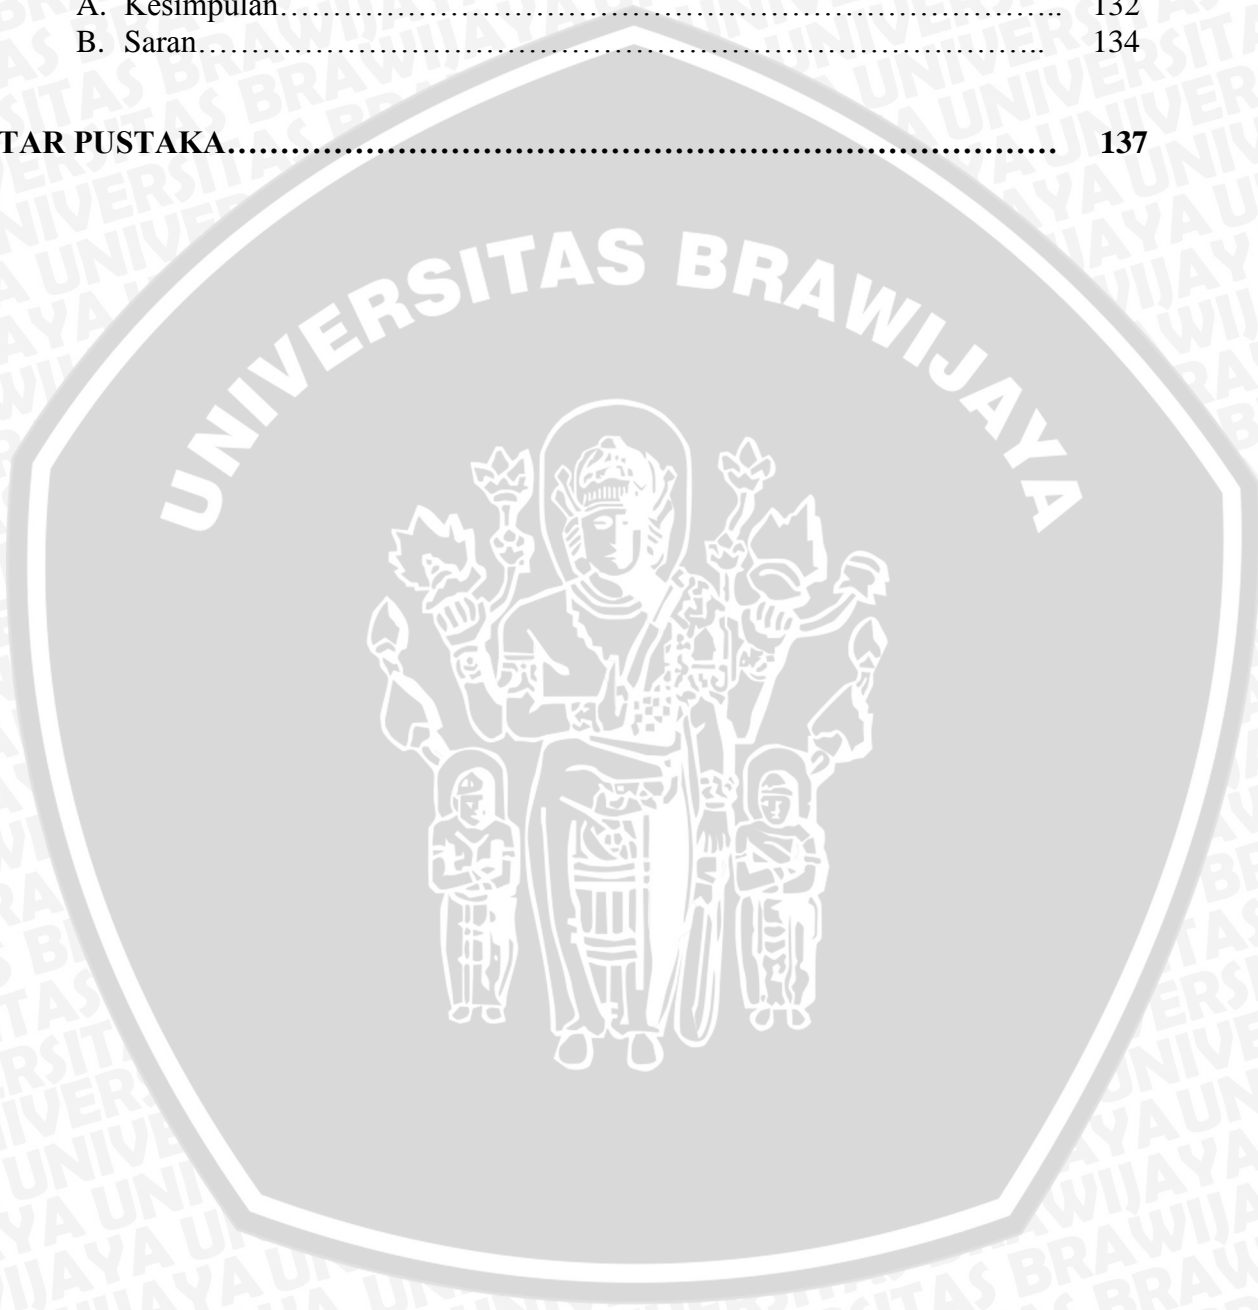 A. Kesimpulan………………………………………………………………….. 132
B. Saran……………………………………………………………………….. 134
TAR PUSTAKA…………………………………………………………………… 137
UNIVERSITAS BRAWIJAYA